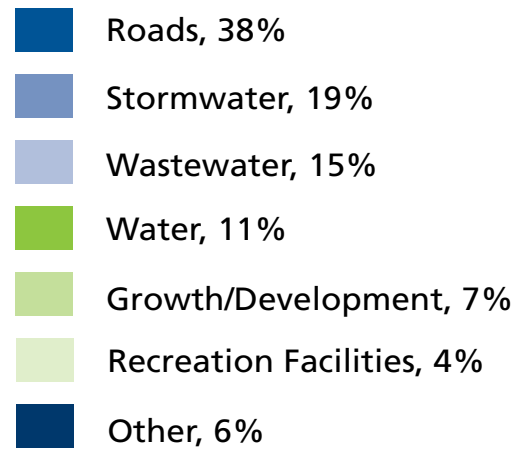 Roads, 38%
Stormwater, 19%
Wastewater, 15%
Water, 11%
Growth/Development, 7%
Recreation Facilities, 4%
Other, 6%